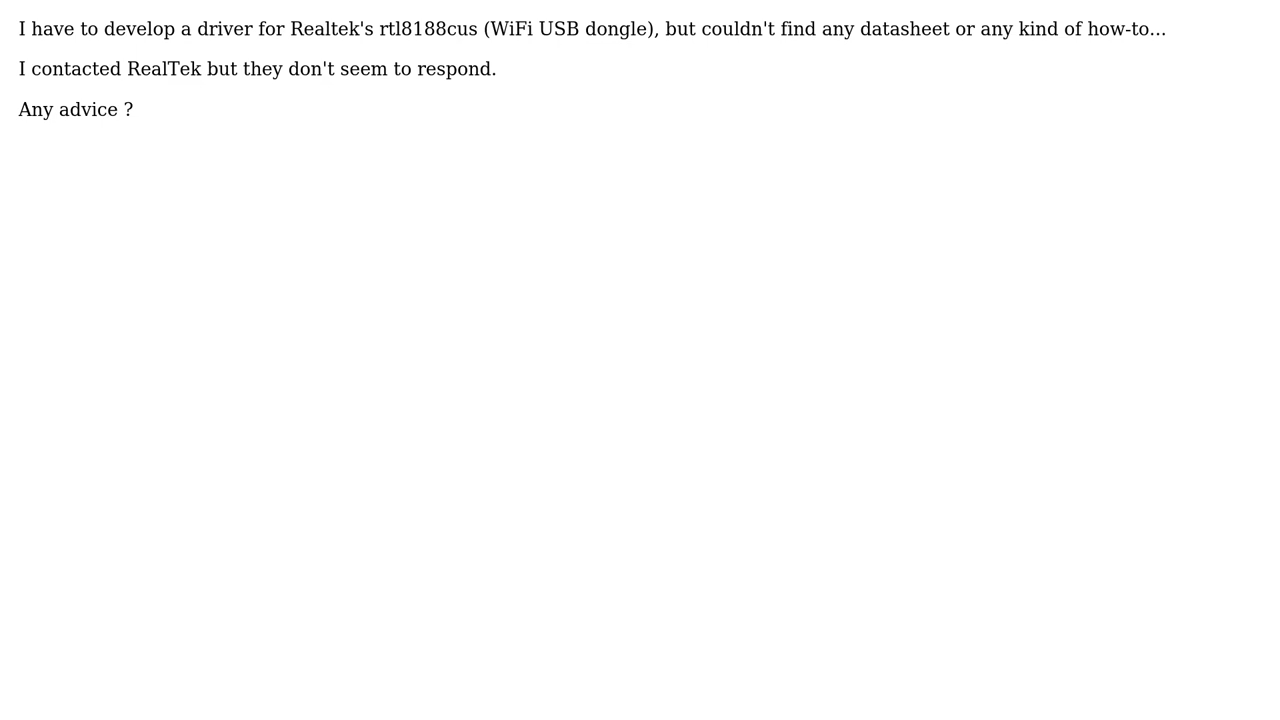 I have to develop a driver for Realtek's rtl8188cus (WiFi USB dongle), but couldn't find any datasheet or any kind of how-to...
I contacted RealTek but they don't seem to respond.
Any advice ?